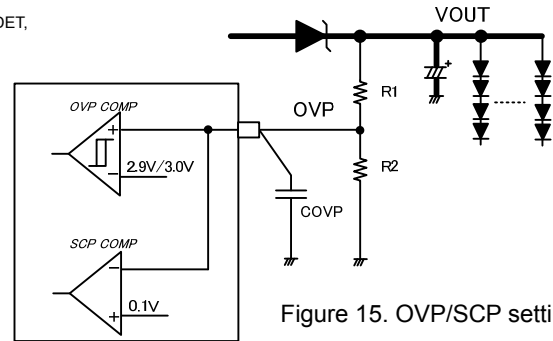 DET,
VOUT
OVP COMP
+
−
2.9V/3.0V
OVP
R1
+
R2
COVP
SCP COMP
−
+
0.1V
Figure 15. OVP/SCP setti